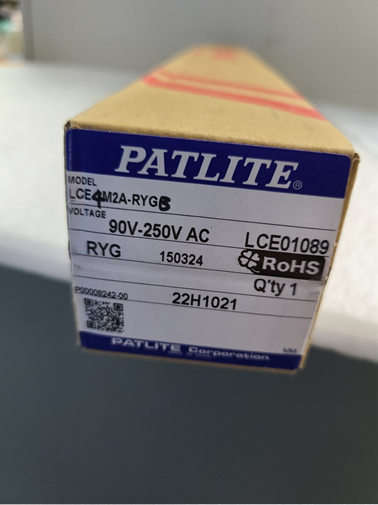 PATLITE®
MODEL
LCE4M2A-RYGB
VOLTAGE
90V-250V AC
LCE01089
RYG
150324
RoHS
Q'ty 1
P00009242-00
22H1021
PATLITE Corporation